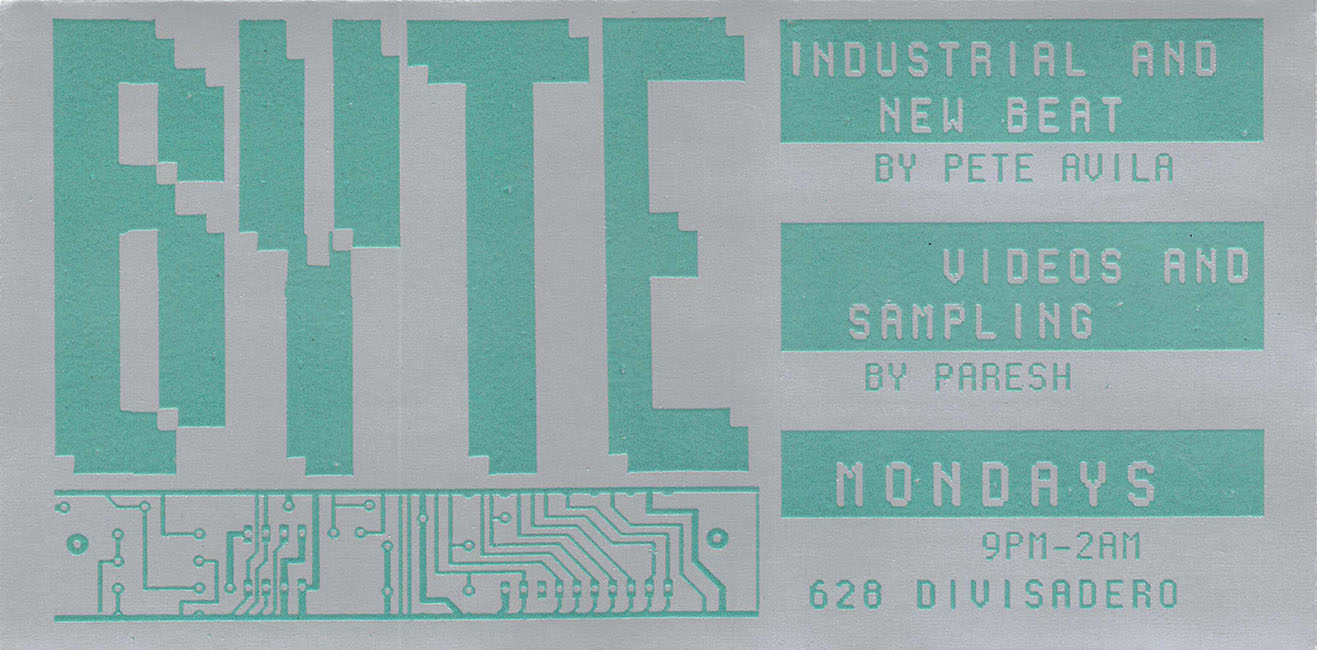 BYTE
INDUSTRIAL AND
NEW BEAT
BY PETE AVILA
VIDEOS AND
SAMPLING
BY PARESH
MONDAYS
9PM-2AM
628 DIVISADERO